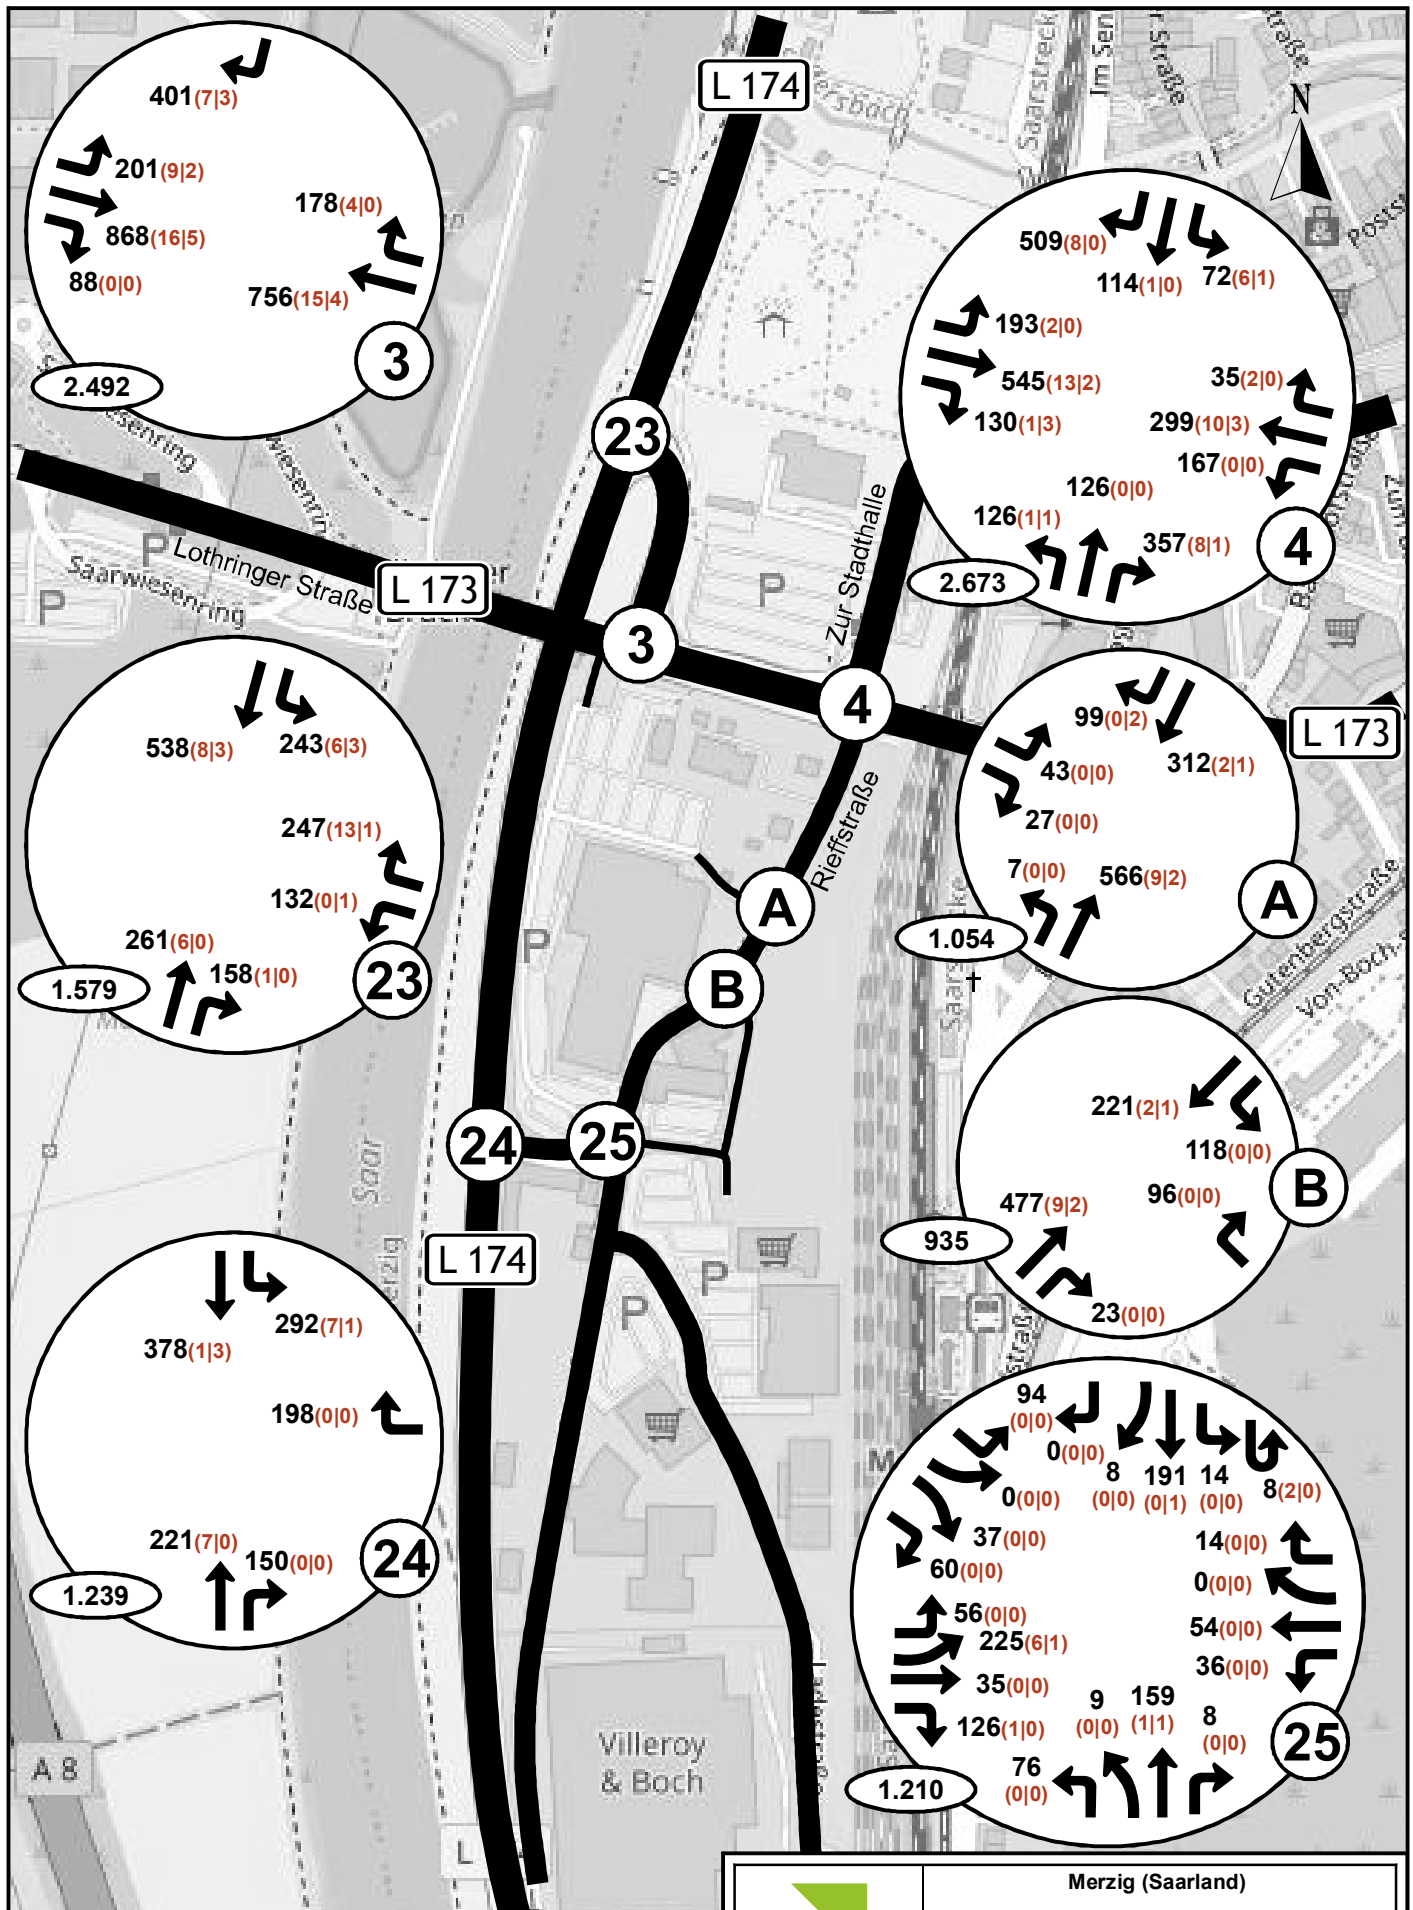 L 174
N
401(7|3)
201(9|2)
178(4|0)
868(16|5)
88(0|0)
756(15|4)
3
2.492
509(8|0)
114(1|0)
72(6|1)
193(2|0)
545(13|2)
130(1|3)
35(2|0)
299(10|3)
167(0|0)
126(0|0)
126(1|1)
357(8|1)
4
2.673
Im Sen
Saarstrecke
Posts
wiesenring
P
Lothringer Straße
Saarwiesenring
P
L 173
23
3
P
Zur Stadthalle
4
Rieffstraße
L 173
538(8|3)
243(6|3)
247(13|1)
132(0|1)
261(6|0)
158(1|0)
23
1.579
99(0|2)
312(2|1)
43(0|0)
27(0|0)
7(0|0)
566(9|2)
A
1.054
A
P
B
Gutenbergstraße
Von-Boch
221(2|1)
118(0|0)
477(9|2)
96(0|0)
23(0|0)
B
935
24
25
Saar
L 174
P
P
378(1|3)
292(7|1)
198(0|0)
221(7|0)
150(0|0)
24
1.239
94
(0|0)
0(0|0)
8
(0|0)
191
(0|1)
14
(0|0)
8(2|0)
0(0|0)
37(0|0)
60(0|0)
14(0|0)
0(0|0)
56(0|0)
225(6|1)
54(0|0)
35(0|0)
36(0|0)
126(1|0)
9
(0|0)
159
(1|1)
8
(0|0)
76
(0|0)
25
1.210
Villeroy
& Boch
A 8
L
Merzig (Saarland)